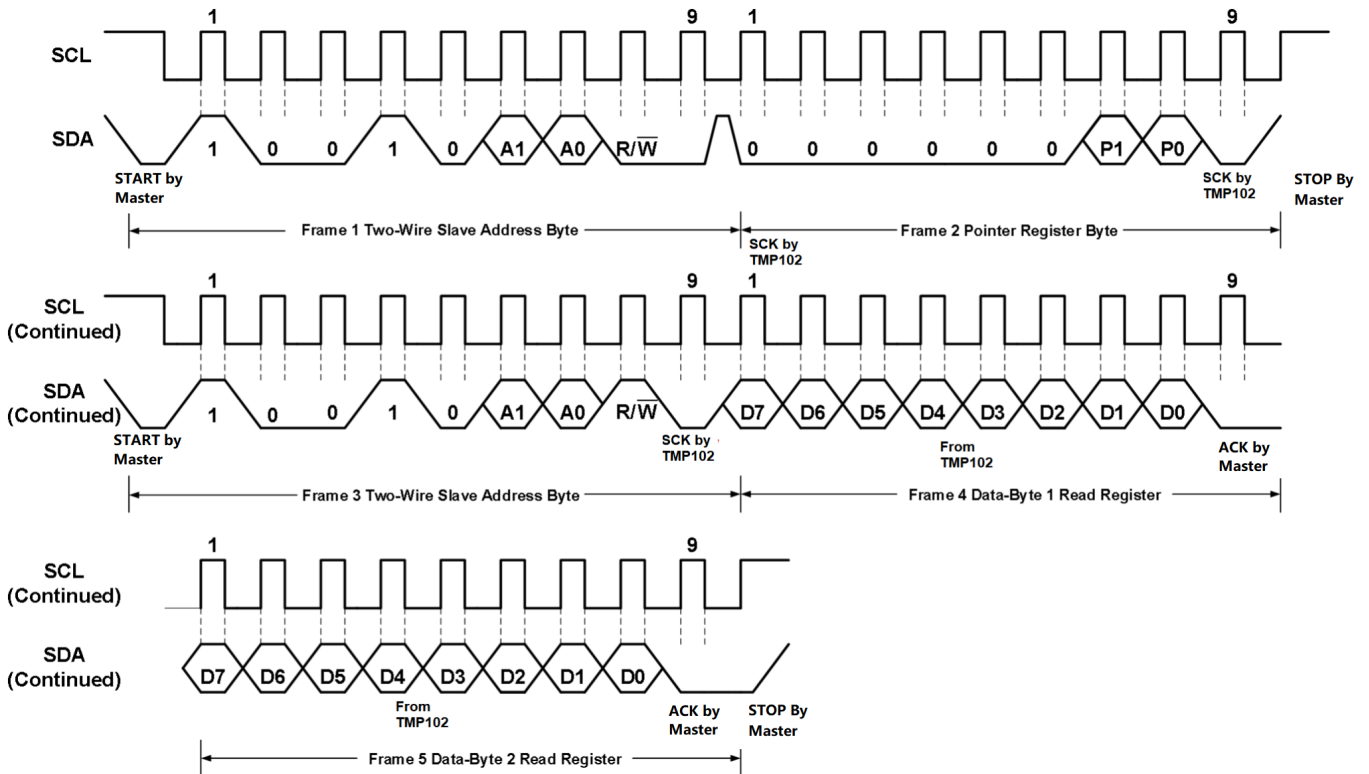 1 9 1 9
SCL
SDA
1 0 0 1 0 A1 A0 R/W̅ 0 0 0 0 0 0 P1 P0
START by
Master
SCK by
TMP102
STOP By
Master
Frame 1 Two-Wire Slave Address Byte
SCK by
TMP102
Frame 2 Pointer Register Byte
1 9 1 9
SCL
(Continued)
SDA
(Continued)
1 0 0 1 0 A1 A0 R/W̅ D7 D6 D5 D4 D3 D2 D1 D0
START by
Master
SCK by
TMP102
From
TMP102
ACK by
Master
Frame 3 Two-Wire Slave Address Byte
Frame 4 Data-Byte 1 Read Register
1 9
SCL
(Continued)
SDA
(Continued)
D7 D6 D5 D4 D3 D2 D1 D0
From
TMP102
ACK by
Master
STOP By
Master
Frame 5 Data-Byte 2 Read Register